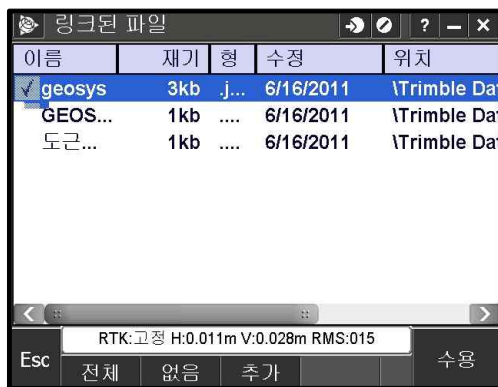 링크된 파일 ? – ×
이름 재기 형 수정 위치
geosys 3kb .j... 6/16/2011 \Trimble Dat
GEOS... 1kb .... 6/16/2011 \Trimble Dat
도근... 1kb .... 6/16/2011 \Trimble Dat
RTK:고정 H:0.011m V:0.028m RMS:015
Esc 전체 없음 추가 수용